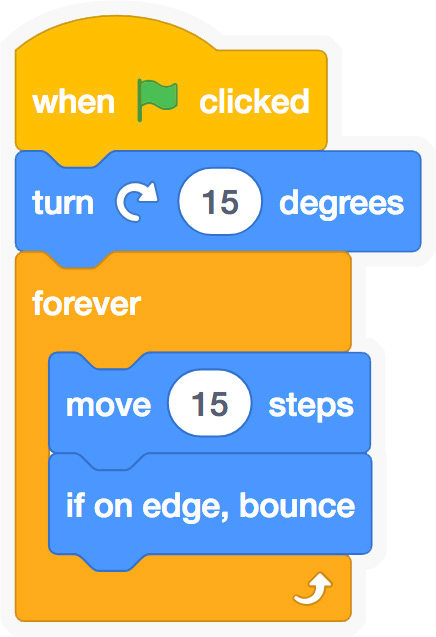 when clicked
turn 15 degrees
forever
move 15 steps
if on edge, bounce